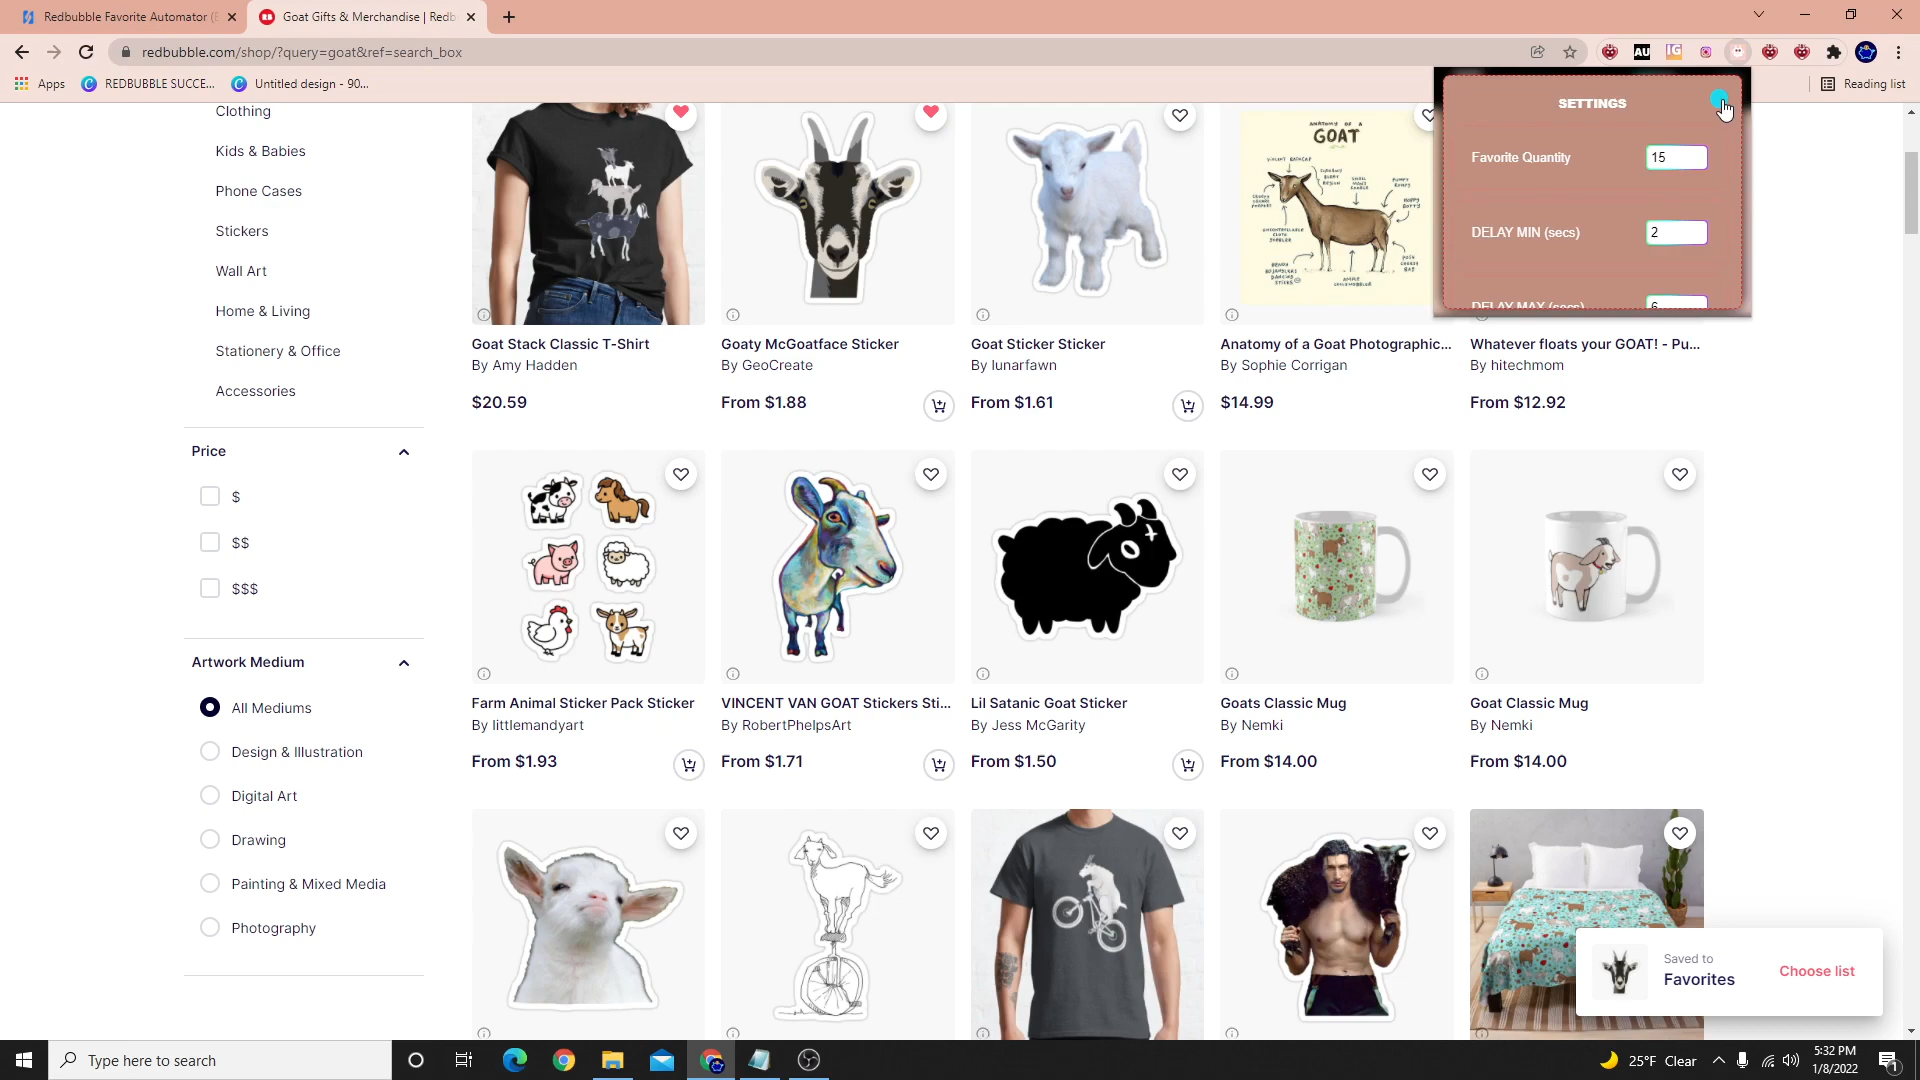 Redbubble Favorite Automator (E
Goat Gifts & Merchandise | Redb
redbubble.com/shop/?query=goat&ref=search_box
Apps
REDBUBBLE SUCCE...
Untitled design - 90...
Reading list
SETTINGS
Favorite Quantity
15
DELAY MIN (secs)
2
DELAY MAX (secs)
6
Clothing
Kids & Babies
Phone Cases
Stickers
Wall Art
Home & Living
Stationery & Office
Accessories
Price
$
$$
$$$
Artwork Medium
All Mediums
Design & Illustration
Digital Art
Drawing
Painting & Mixed Media
Photography
ANATOMY OF A
GOAT
Goat Stack Classic T-Shirt
By Amy Hadden
$20.59
Goaty McGoatface Sticker
By GeoCreate
From $1.88
Goat Sticker Sticker
By lunarfawn
From $1.61
Anatomy of a Goat Photographic...
By Sophie Corrigan
$14.99
Whatever floats your GOAT! - Pu...
By hitechmom
From $12.92
Farm Animal Sticker Pack Sticker
By littlemandyart
From $1.93
VINCENT VAN GOAT Stickers Sti...
By RobertPhelpsArt
From $1.71
Lil Satanic Goat Sticker
By Jess McGarity
From $1.50
Goats Classic Mug
By Nemki
From $14.00
Goat Classic Mug
By Nemki
From $14.00
Saved to
Favorites
Choose list
Type here to search
25°F Clear
5:32 PM
1/8/2022
1